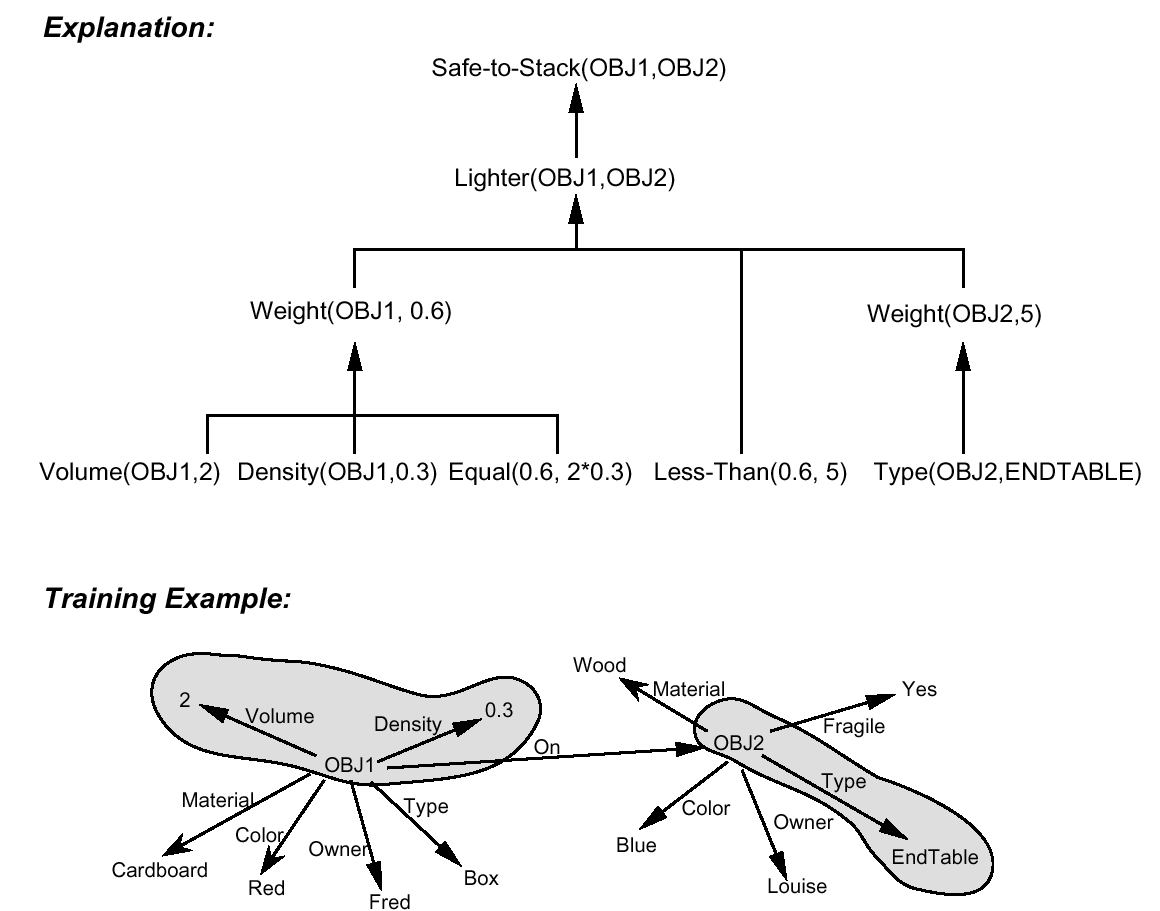 Explanation:
Safe-to-Stack(OBJ1,OBJ2)
Lighter(OBJ1,OBJ2)
Weight(OBJ1, 0.6)
Weight(OBJ2,5)
Volume(OBJ1,2)
Density(OBJ1,0.3)
Equal(0.6, 2*0.3)
Less-Than(0.6, 5)
Type(OBJ2,ENDTABLE)
Training Example:
2
Volume
Density
0.3
OBJ1
On
Material
Cardboard
Color
Red
Owner
Fred
Type
Box
Wood
Material
Yes
Fragile
OBJ2
Type
EndTable
Color
Blue
Owner
Louise